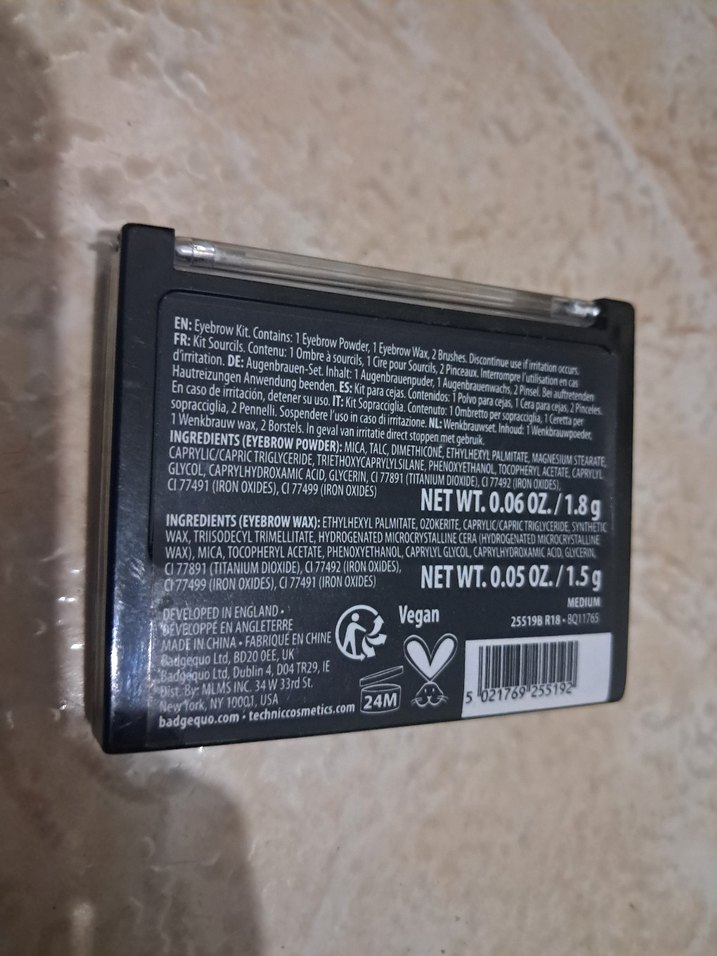 EN: Eyebrow Kit. Contains: 1 Eyebrow Powder, 1 Eyebrow Wax, 2 Brushes. Discontinue use if irritation occurs.
FR: Kit Sourcils. Contenu: 1 Ombre à sourcils, 1 Cire pour Sourcils, 2 Pinceaux. Interrompre l'utilisation en cas
d'irritation. DE: Augenbrauen-Set. Inhalt: 1 Augenbrauenpuder, 1 Augenbrauenwachs, 2 Pinsel. Bei auftretenden
Hautreizungen Anwendung beenden. ES: Kit para cejas. Contenidos: 1 Polvo para cejas, 1 Cera para cejas, 2 Pinceles.
En caso de irritación, detener su uso. IT: Kit Sopracciglia. Contenuto: 1 Ombretto per sopracciglia, 1 Ceretta per
sopracciglia, 2 Pennelli. Sospendere l'uso in caso di irritazione. NL: Wenkbrauwset. Inhoud: 1 Wenkbrauwpoeder,
1 Wenkbrauw wax, 2 Borstels. In geval van irritatie direct stoppen met gebruik.
INGREDIENTS (EYEBROW POWDER): MICA, TALC, DIMETHICONE, ETHYLHEXYL PALMITATE, MAGNESIUM STEARATE,
CAPRYLIC/CAPRIC TRIGLYCERIDE, TRIETHOXYCAPRYLYLSILANE, PHENOXYETHANOL, TOCOPHERYL ACETATE, CAPRYLYL
GLYCOL, CAPRYLHYDROXAMIC ACID, GLYCERIN, CI 77891 (TITANIUM DIOXIDE), CI 77492 (IRON OXIDES),
CI 77491 (IRON OXIDES), CI 77499 (IRON OXIDES)
NET WT. 0.06 OZ. / 1.8 g
INGREDIENTS (EYEBROW WAX): ETHYLHEXYL PALMITATE, OZOKERITE, CAPRYLIC/CAPRIC TRIGLYCERIDE, SYNTHETIC
WAX, TRIISODECYL TRIMELLITATE, HYDROGENATED MICROCRYSTALLINE CERA (HYDROGENATED MICROCRYSTALLINE
WAX), MICA, TOCOPHERYL ACETATE, PHENOXYETHANOL, CAPRYLYL GLYCOL, CAPRYLHYDROXAMIC ACID, GLYCERIN,
CI 77891 (TITANIUM DIOXIDE), CI 77492 (IRON OXIDES),
CI 77499 (IRON OXIDES), CI 77491 (IRON OXIDES)
NET WT. 0.05 OZ. / 1.5 g
MEDIUM
25519B R18 • BQ11765
DEVELOPED IN ENGLAND •
DÉVELOPPÉ EN ANGLETERRE
MADE IN CHINA • FABRIQUÉ EN CHINE
Badgequo Ltd, BD20 0EE, UK
Badgequo Ltd, Dublin 4, D04 TR29, IE
Dist. By: MLMS INC. 34 W 33rd St.
New York, NY 10001, USA
badgequo.com • techniccosmetics.com
Vegan
24M
5 021769 255192